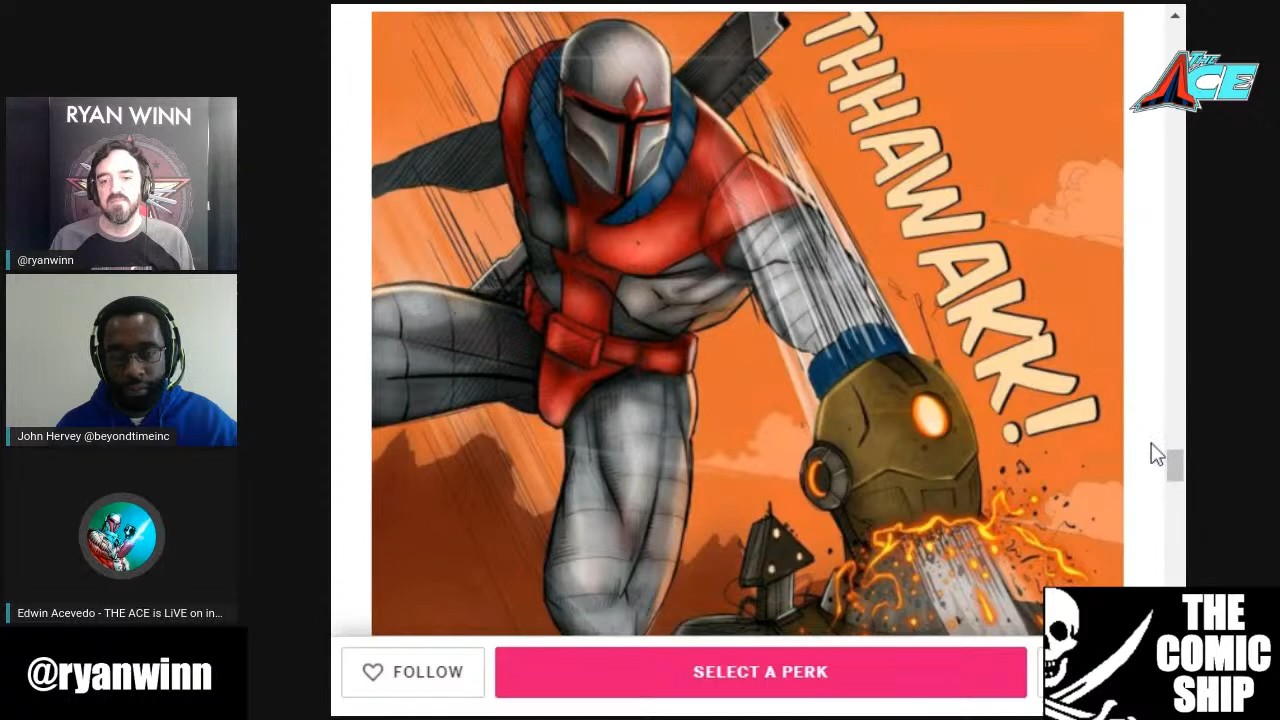 RYAN WINN
@ryanwinn
John Hervey @beyondtimeinc
Edwin Acevedo - THE ACE is LiVE on in...
@ryanwinn
THHAWAKK!
THE
ACE
FOLLOW
SELECT A PERK
THE
COMIC
SHIP